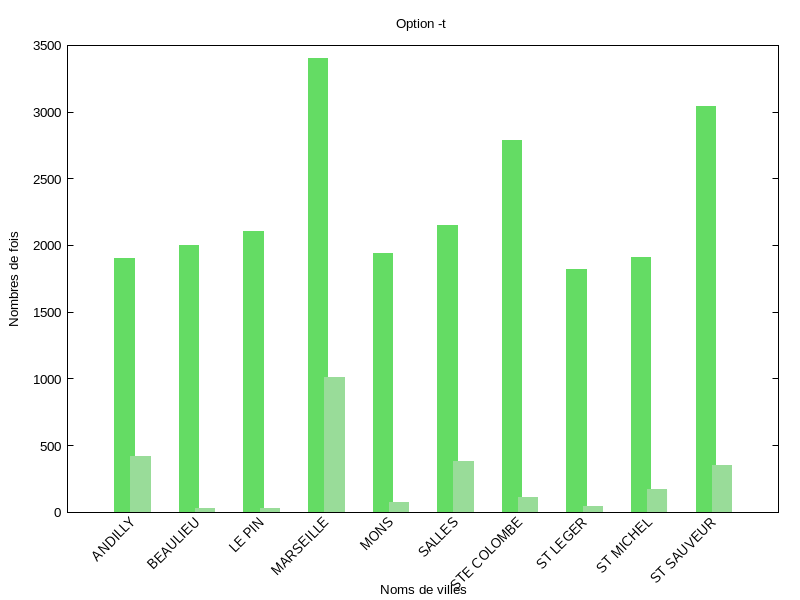 Option -t
Nombres de fois
3500
3000
2500
2000
1500
1000
500
0
ANDILLY
BEAULIEU
LE PIN
MARSEILLE
MONS
SALLES
STE COLOMBE
ST LEGER
ST MICHEL
ST SAUVEUR
Noms de villes